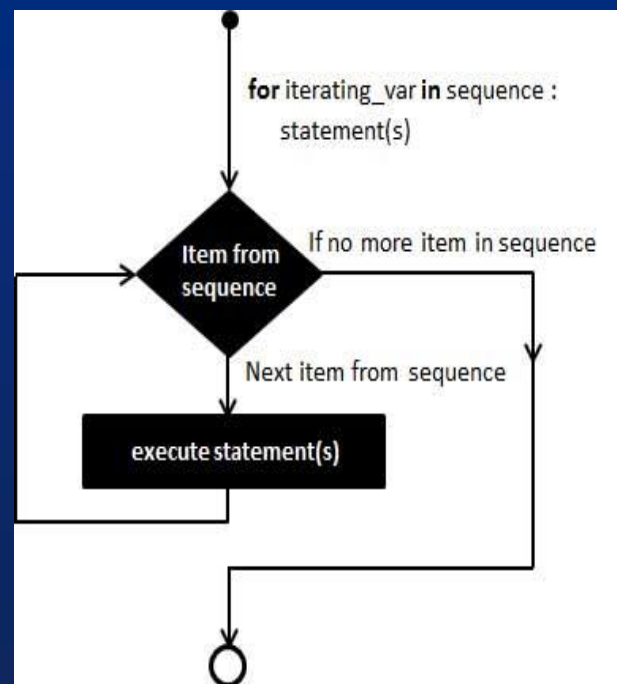 for iterating_var in sequence :
statement(s)
If no more item in sequence
Item from
sequence
Next item from sequence
execute statement(s)